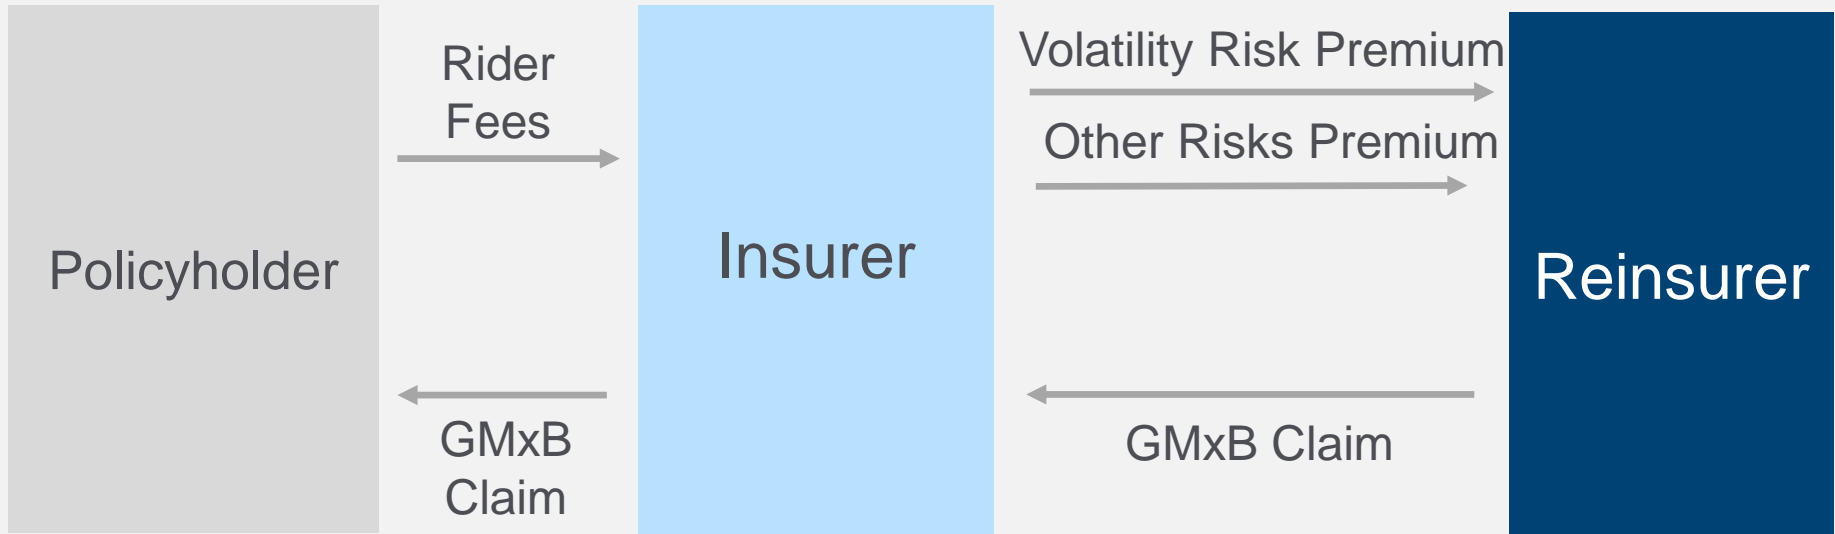 Policyholder
Rider
Fees
GMxB
Claim
Insurer
Volatility Risk Premium
Other Risks Premium
GMxB Claim
Reinsurer